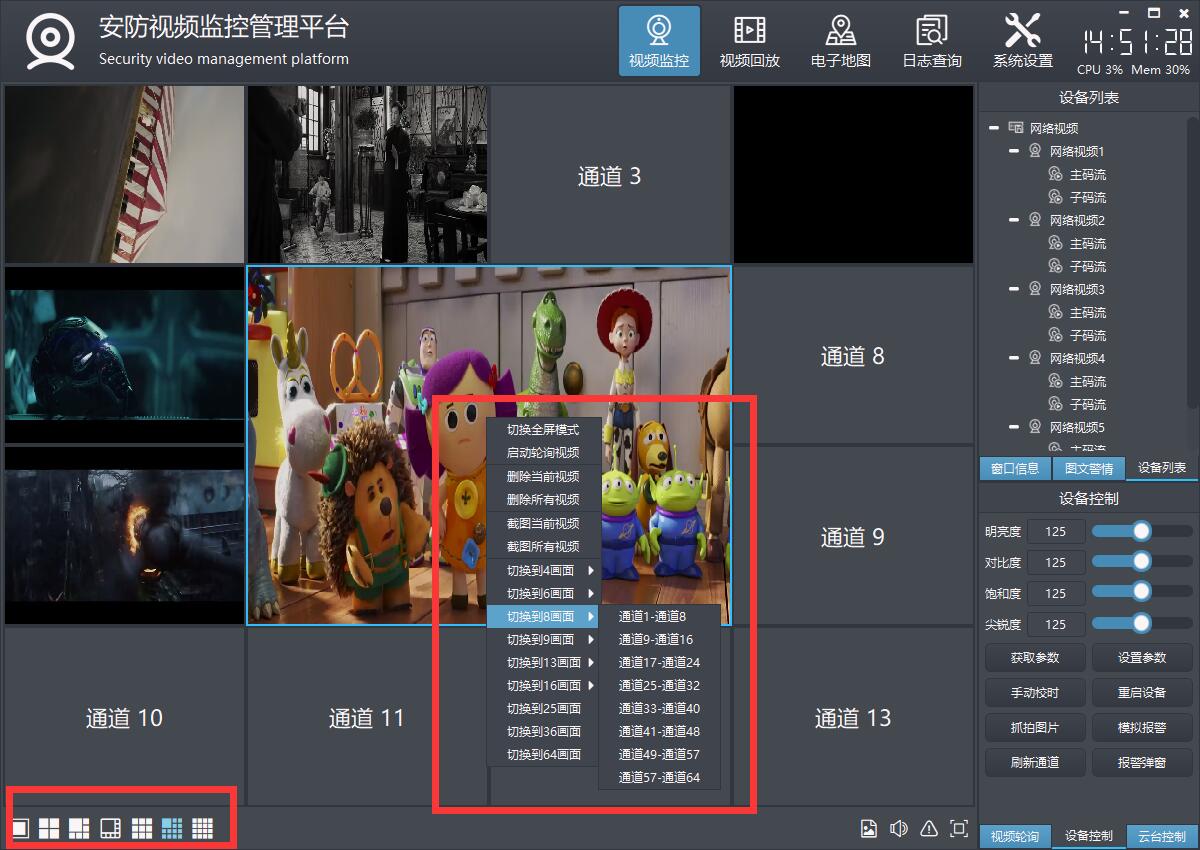 安防视频监控管理平台
Security video management platform
视频监控
视频回放
电子地图
日志查询
系统设置
14:51:28
CPU 3% Mem 30%
通道 3
通道 8
通道 9
通道 10
通道 11
通道 13
切换全屏模式
启动轮询视频
删除当前视频
删除所有视频
截图当前视频
截图所有视频
切换到4画面
切换到6画面
切换到8画面
切换到9画面
切换到13画面
切换到16画面
切换到25画面
切换到36画面
切换到64画面
通道1-通道8
通道9-通道16
通道17-通道24
通道25-通道32
通道33-通道40
通道41-通道48
通道49-通道57
通道57-通道64
设备列表
网络视频
网络视频1
主码流
子码流
网络视频2
主码流
子码流
网络视频3
主码流
子码流
网络视频4
主码流
子码流
网络视频5
主码流
窗口信息
图文警情
设备列表
设备控制
明亮度 125
对比度 125
饱和度 125
尖锐度 125
获取参数 设置参数
手动校时 重启设备
抓拍图片 模拟报警
刷新通道 报警弹窗
视频轮询
设备控制
云台控制